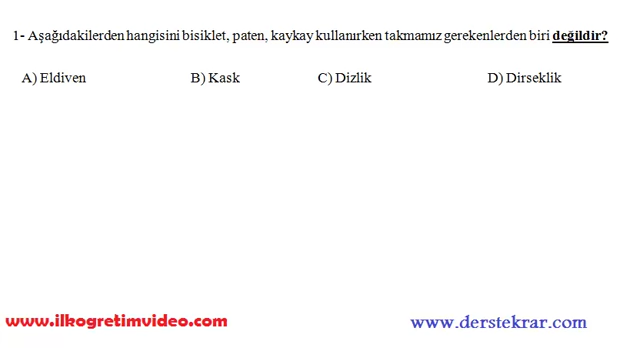 1- Aşağıdakilerden hangisini bisiklet, paten, kaykay kullanırken takmamız gerekenlerden biri değildir?
A) Eldiven B) Kask C) Dizlik D) Dirseklik
www.ilkogretimvideo.com www.derstekrar.com